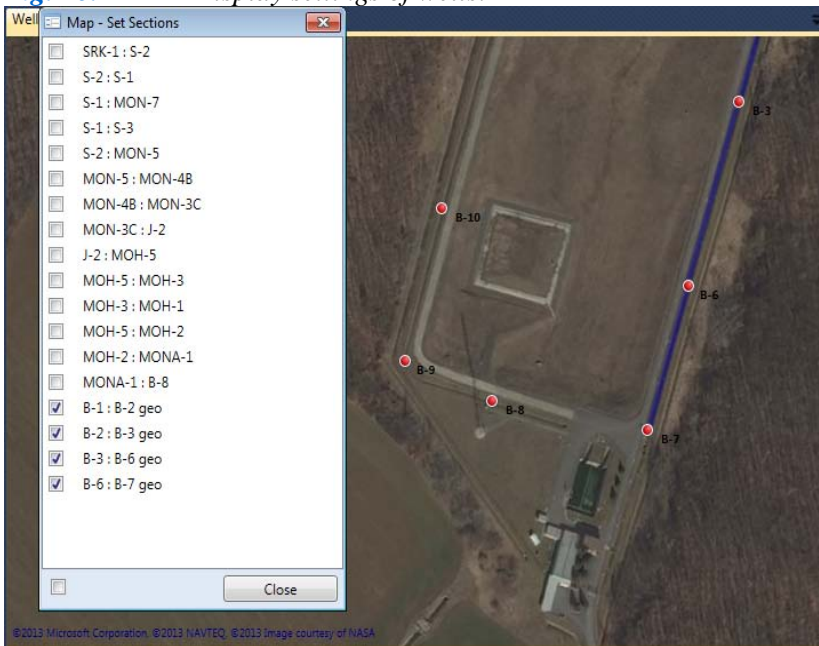 Well
Map - Set Sections
SRK-1 : S-2
S-2 : S-1
S-1 : MON-7
S-1 : S-3
S-2 : MON-5
MON-5 : MON-4B
MON-4B : MON-3C
MON-3C : J-2
J-2 : MOH-5
MOH-5 : MOH-3
MOH-3 : MOH-1
MOH-5 : MOH-2
MOH-2 : MONA-1
MONA-1 : B-8
B-1 : B-2 geo
B-2 : B-3 geo
B-3 : B-6 geo
B-6 : B-7 geo
Close
B-3
B-10
B-6
B-9
B-8
B-7
©2013 Microsoft Corporation, ©2013 NAVTEQ, ©2013 Image courtesy of NASA